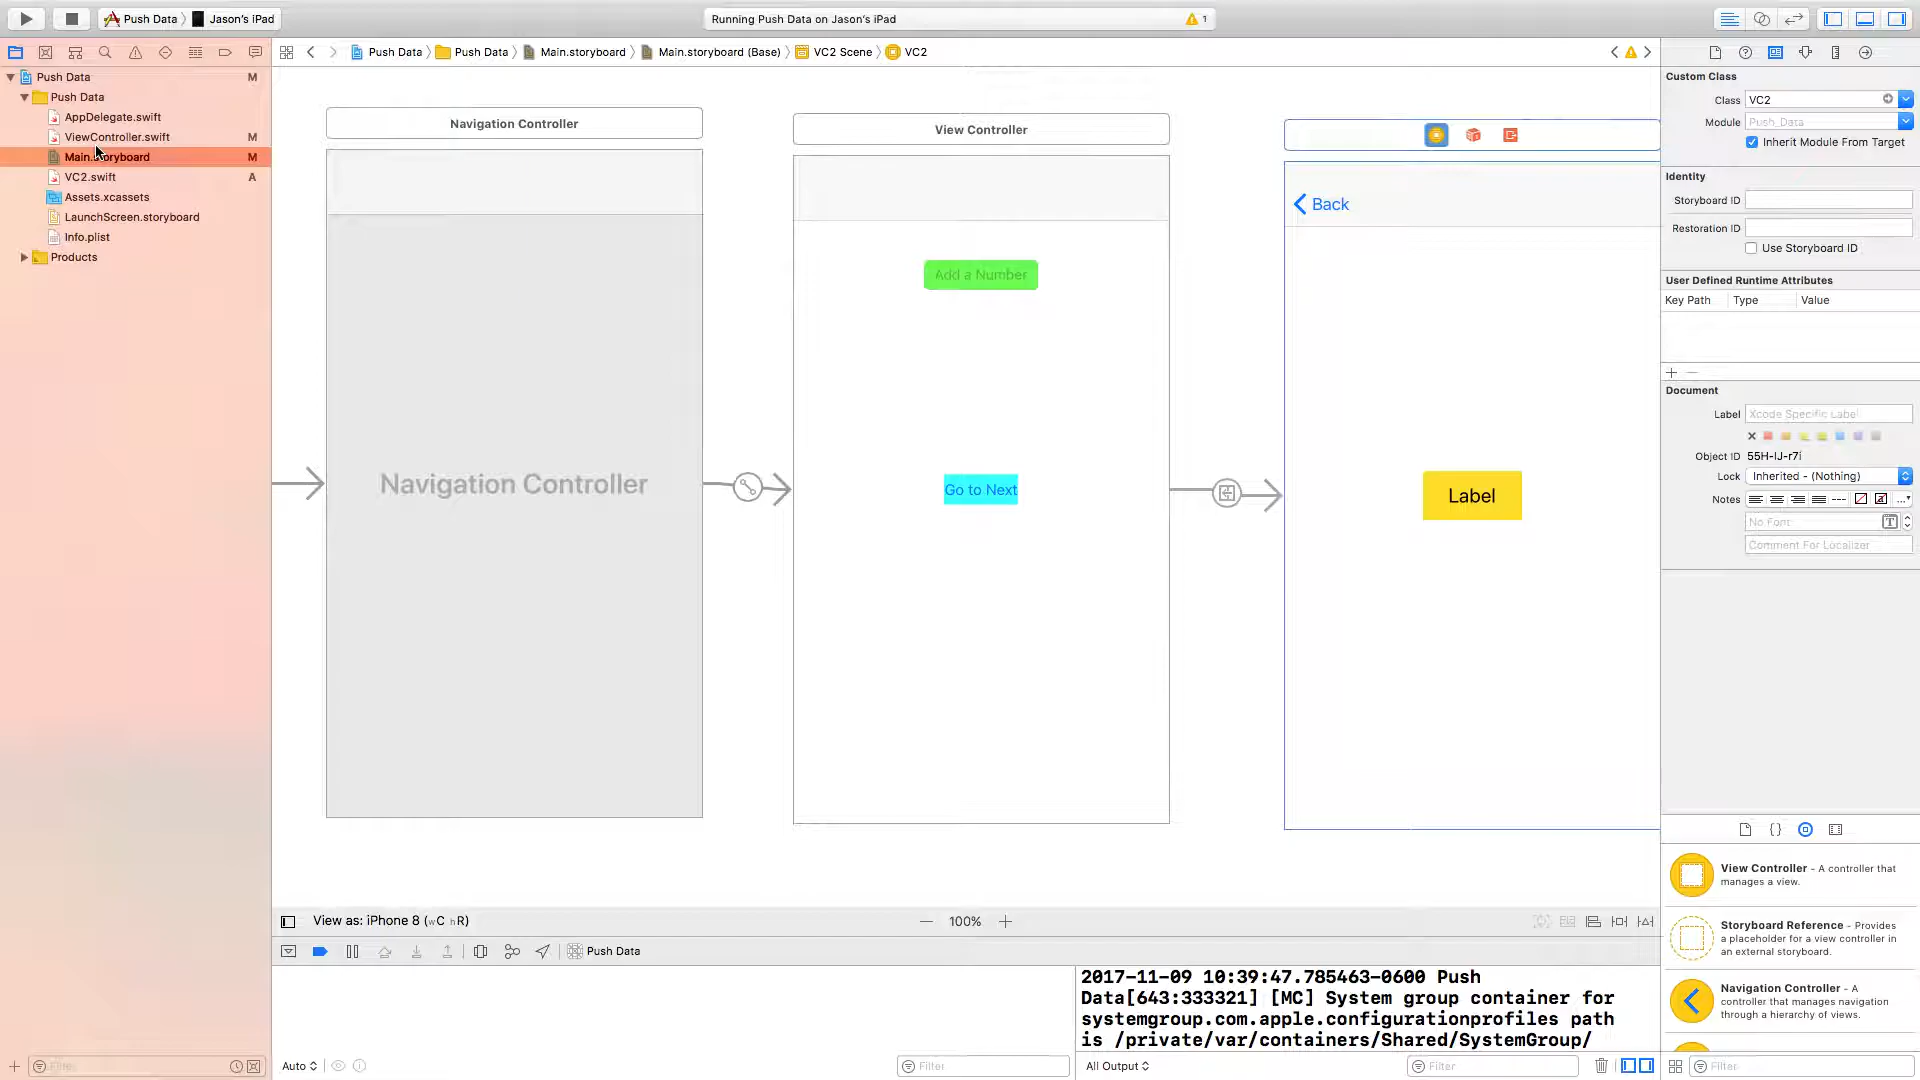 Push Data 〉 Jason's iPad
Running Push Data on Jason's iPad
1
Push Data 〉 Push Data 〉 Main.storyboard 〉 Main.storyboard (Base) 〉 VC2 Scene 〉 VC2
Push Data M
Push Data
AppDelegate.swift
ViewController.swift M
Main.storyboard M
VC2.swift A
Assets.xcassets
LaunchScreen.storyboard
Info.plist
Products
Filter
Navigation Controller
Navigation Controller
View Controller
Add a Number
Go to Next
Back
Label
View as: iPhone 8 (wC hR)
100%
Push Data
2017-11-09 10:39:47.785463-0600 Push
Data[643:333321] [MC] System group container for
systemgroup.com.apple.configurationprofiles path
is /private/var/containers/Shared/SystemGroup/
Auto
Filter
All Output
Filter
Custom Class
Class VC2
Module Push_Data
Inherit Module From Target
Identity
Storyboard ID
Restoration ID
Use Storyboard ID
User Defined Runtime Attributes
Key Path Type Value
Document
Label Xcode Specific Label
Object ID 55H-IJ-r7i
Lock Inherited - (Nothing)
Notes
No Font
Comment For Localizer
View Controller - A controller that
manages a view.
Storyboard Reference - Provides
a placeholder for a view controller in
an external storyboard.
Navigation Controller - A
controller that manages navigation
through a hierarchy of views.
Filter